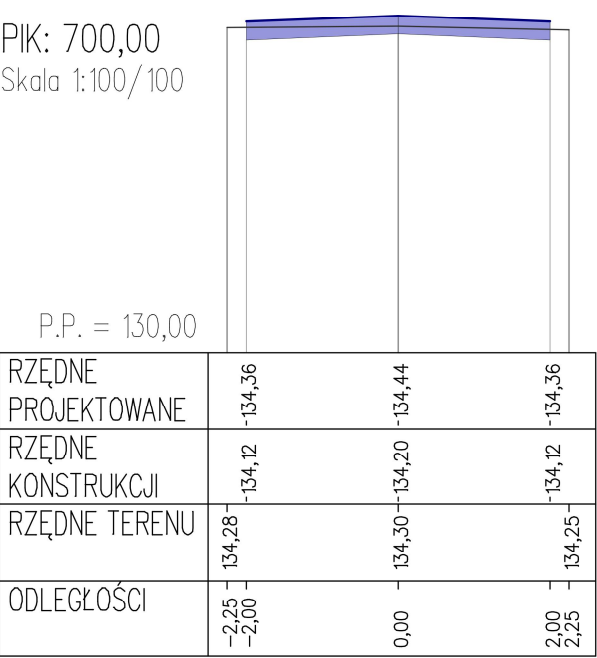 PIK: 700,00
Skala 1:100/100
P.P. = 130,00
RZĘDNE
PROJEKTOWANE
134,36
134,44
134,36
RZĘDNE
KONSTRUKCJI
134,12
134,20
134,12
RZĘDNE TERENU
134,28
134,30
134,25
ODLEGŁOŚCI
-2,25
-2,00
0,00
2,00
2,25